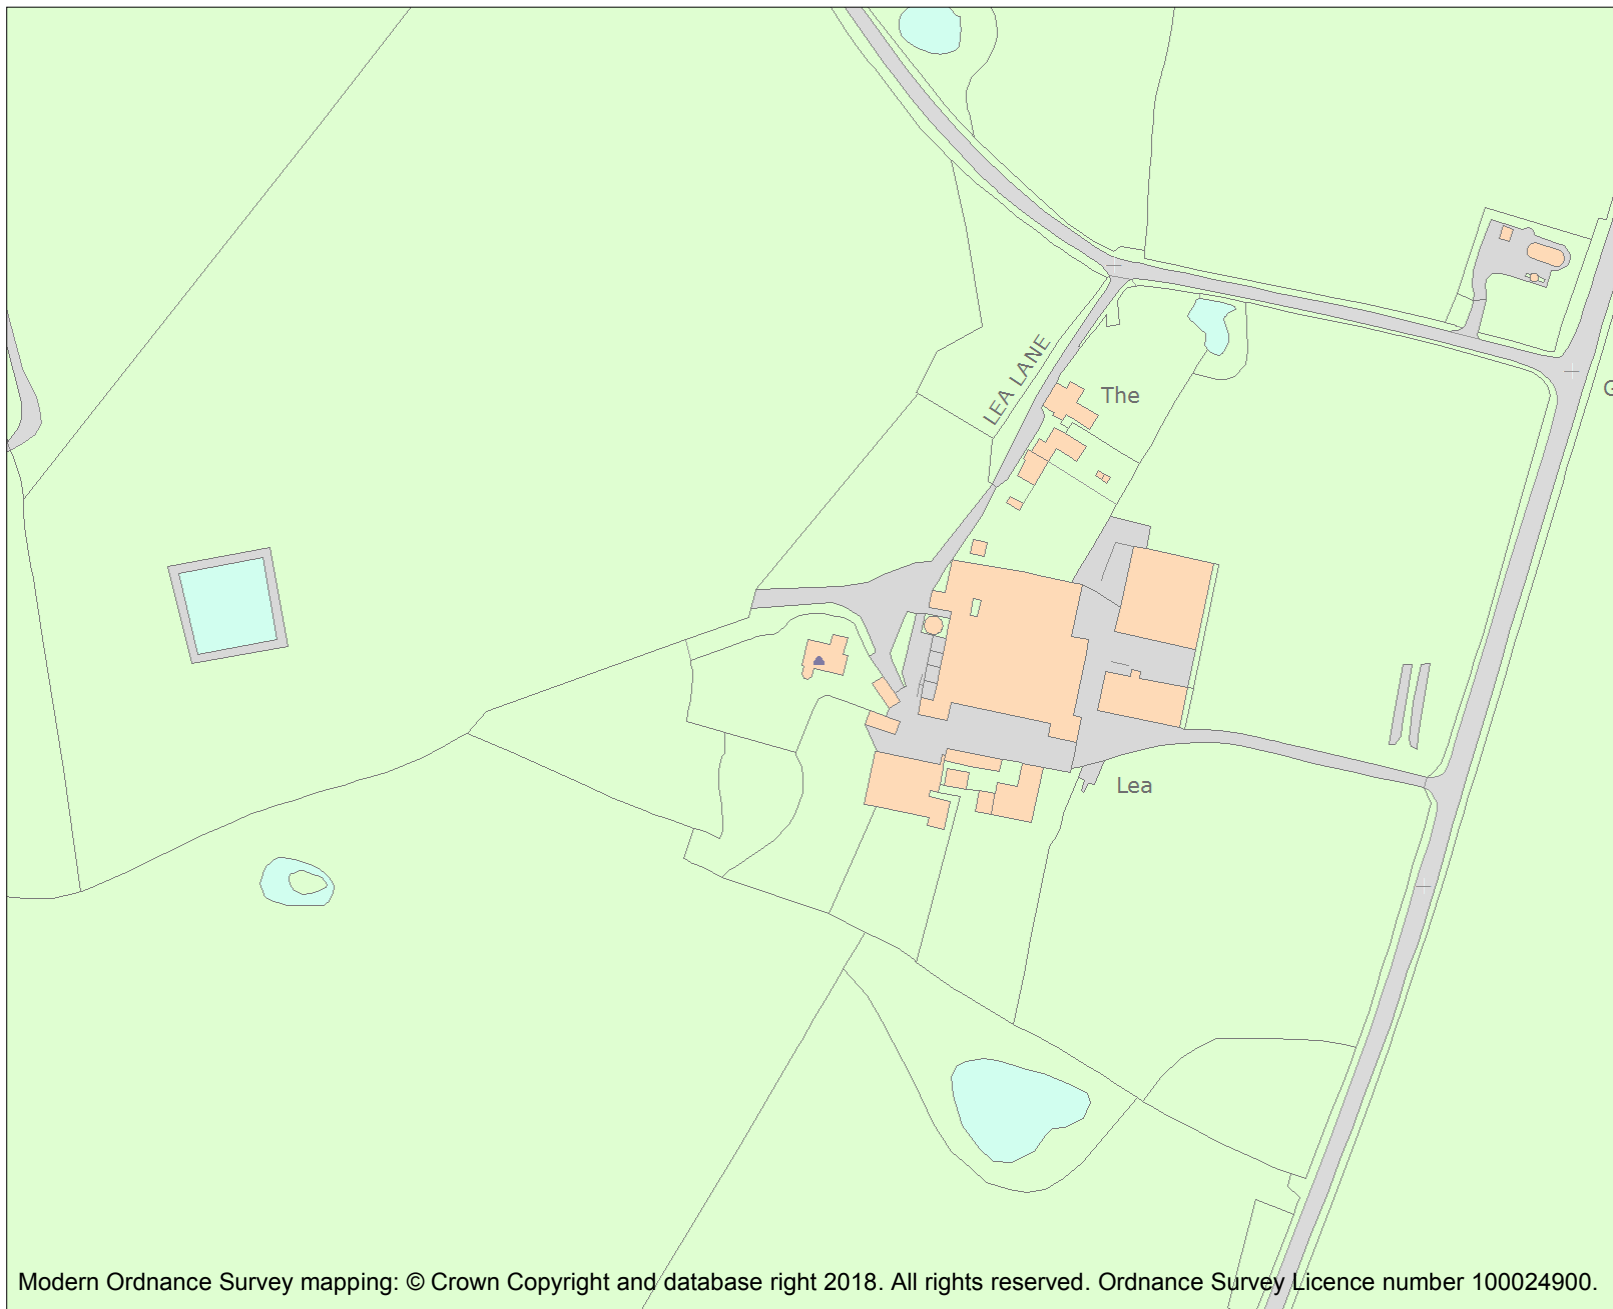 LEA LANE
The
G
Lea
Modern Ordnance Survey mapping: © Crown Copyright and database right 2018. All rights reserved. Ordnance Survey Licence number 100024900.